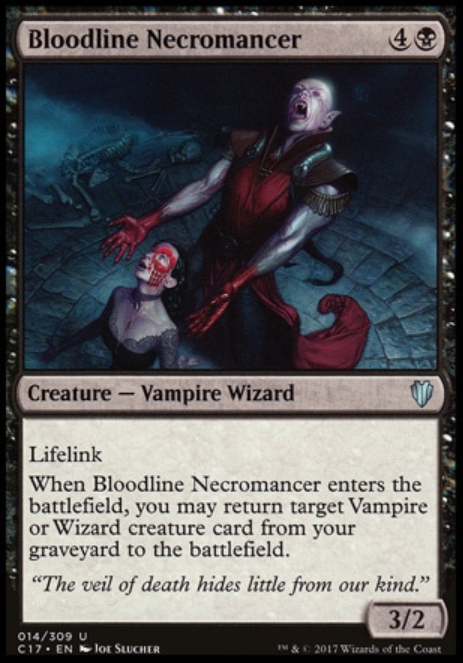 Bloodline Necromancer 4
Creature — Vampire Wizard
Lifelink
When Bloodline Necromancer enters the
battlefield, you may return target Vampire
or Wizard creature card from your
graveyard to the battlefield.
“The veil of death hides little from our kind.”
3/2
014/309 U
C17 • EN Joe Slucher
™ & © 2017 Wizards of the Coast